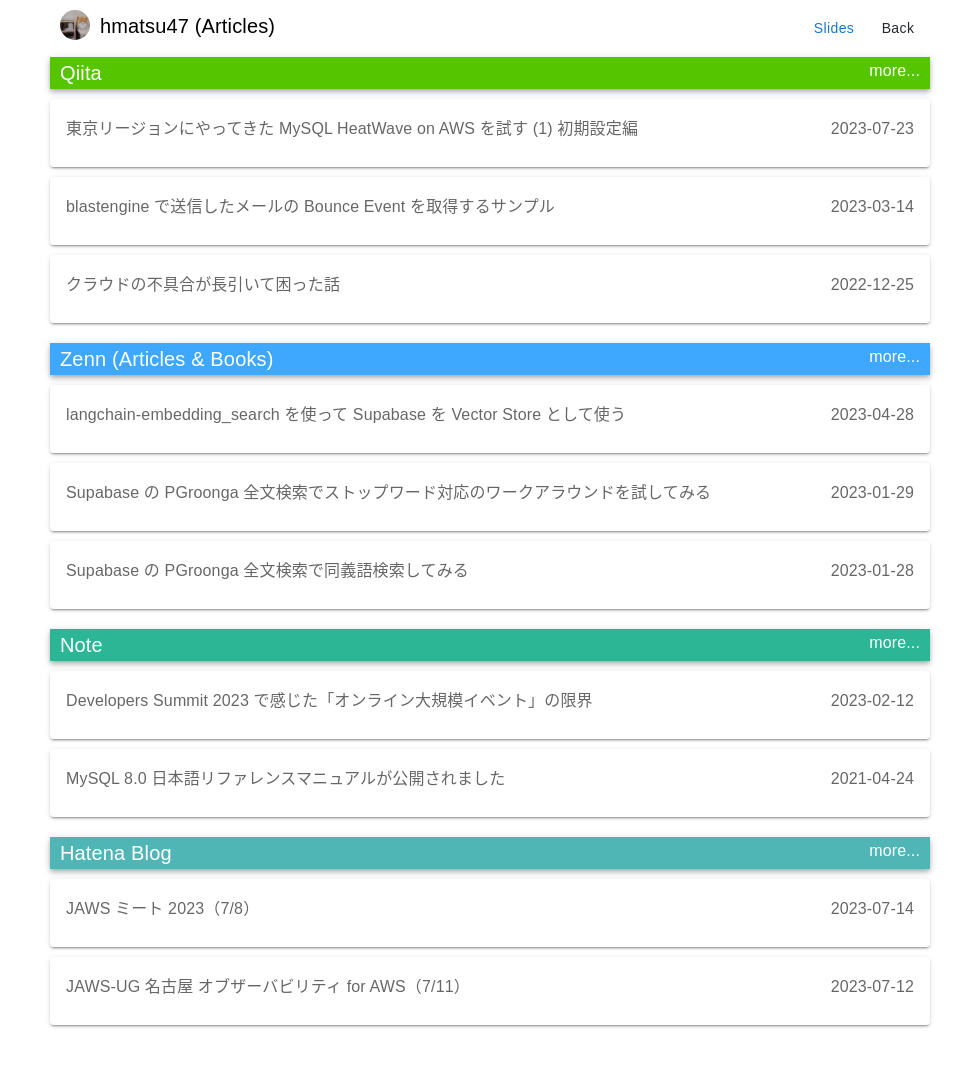 hmatsu47 (Articles)
Slides
Back
Qiita
more...
東京リージョンにやってきた MySQL HeatWave on AWS を試す (1) 初期設定編
2023-07-23
blastengine で送信したメールの Bounce Event を取得するサンプル
2023-03-14
クラウドの不具合が長引いて困った話
2022-12-25
Zenn (Articles & Books)
more...
langchain-embedding_search を使って Supabase を Vector Store として使う
2023-04-28
Supabase の PGroonga 全文検索でストップワード対応のワークアラウンドを試してみる
2023-01-29
Supabase の PGroonga 全文検索で同義語検索してみる
2023-01-28
Note
more...
Developers Summit 2023 で感じた「オンライン大規模イベント」の限界
2023-02-12
MySQL 8.0 日本語リファレンスマニュアルが公開されました
2021-04-24
Hatena Blog
more...
JAWS ミート 2023（7/8）
2023-07-14
JAWS-UG 名古屋 オブザーバビリティ for AWS（7/11）
2023-07-12